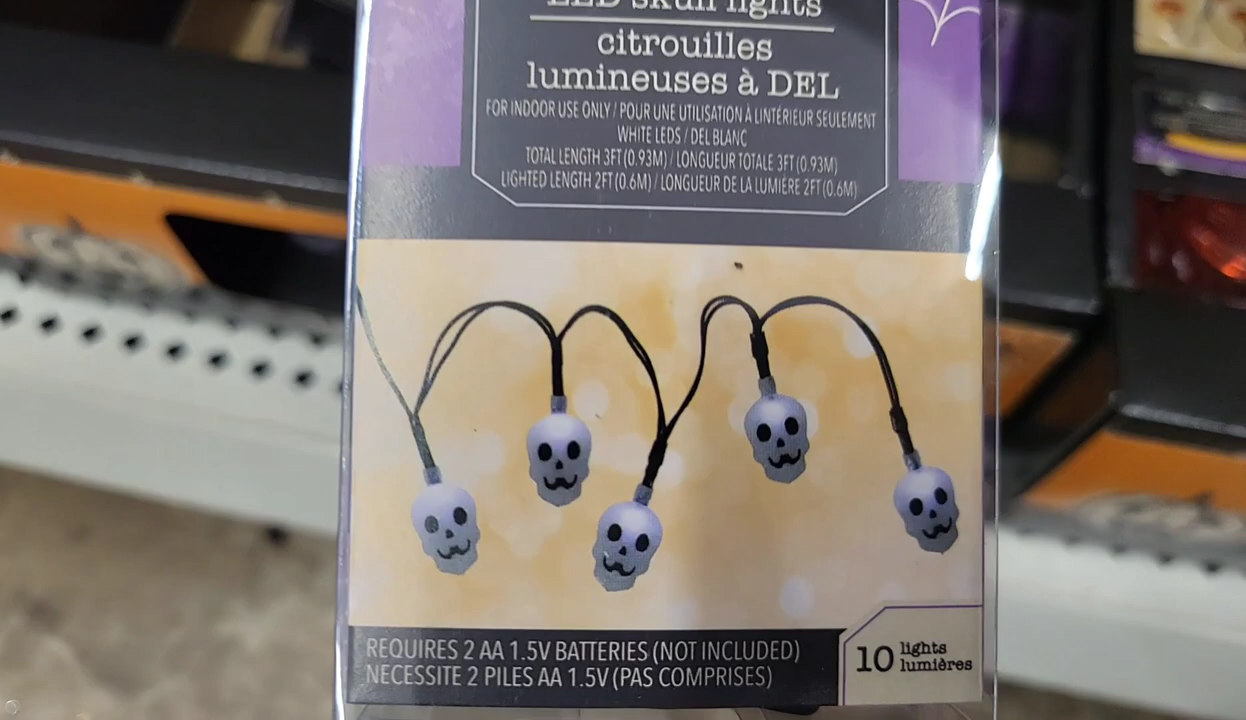 LED skull lights
citrouilles
lumineuses à DEL
FOR INDOOR USE ONLY / POUR UNE UTILISATION À LINTÉRIEUR SEULEMENT
WHITE LEDS / DEL BLANC
TOTAL LENGTH 3FT (0.93M) / LONGUEUR TOTALE 3FT (0.93M)
LIGHTED LENGTH 2FT (0.6M) / LONGUEUR DE LA LUMIÈRE 2FT (0.6M)
REQUIRES 2 AA 1.5V BATTERIES (NOT INCLUDED)
NECESSITE 2 PILES AA 1.5V (PAS COMPRISES)
10 lights
lumières